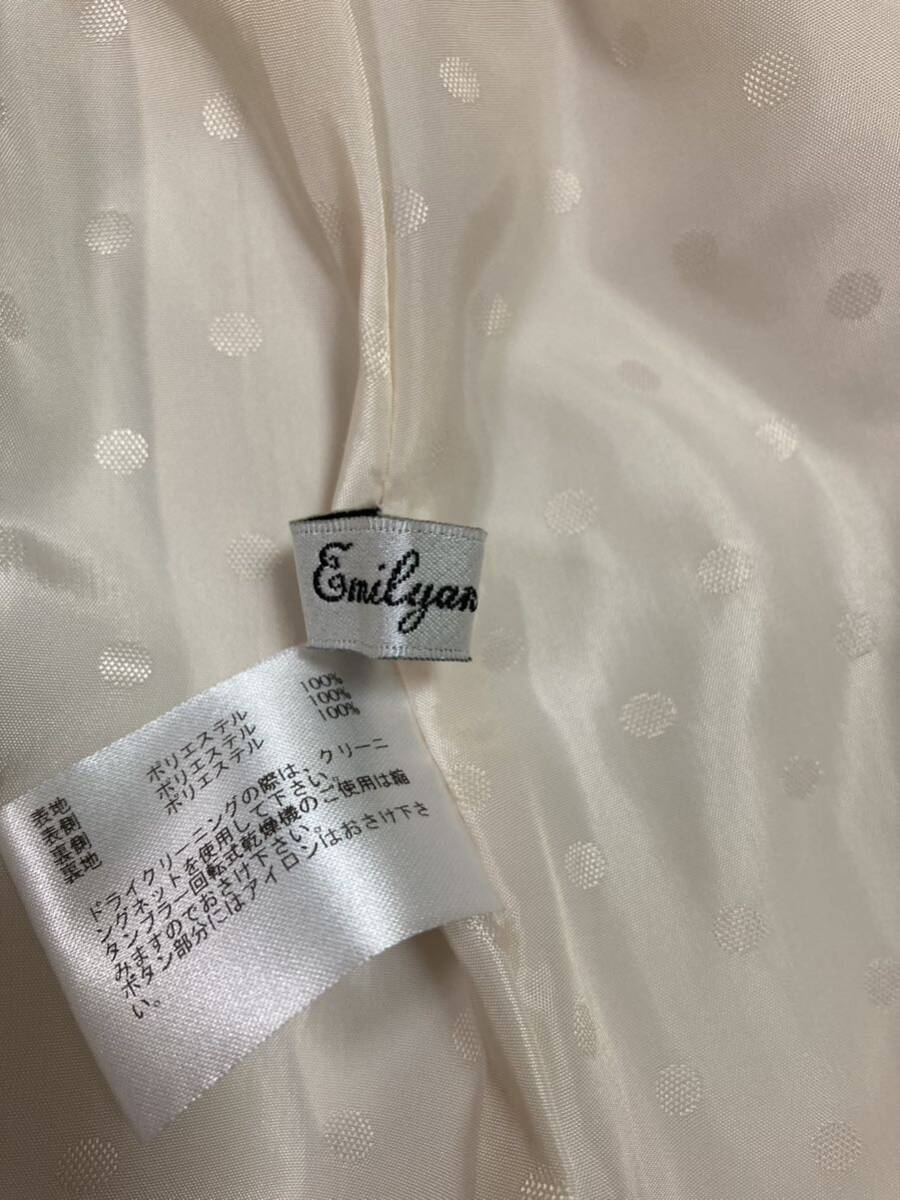 Emilyan
表地
表側 ポリエステル 100%
裏側 ポリエステル 100%
裏地 ポリエステル 100%
ドライクリーニングの際は、クリーニ
ングネットを使用して下さい。
タンブラー回転式乾燥機のご使用は縮
みますのでおさけ下さい。
ボタン部分にはアイロンはおさけ下さ
い。